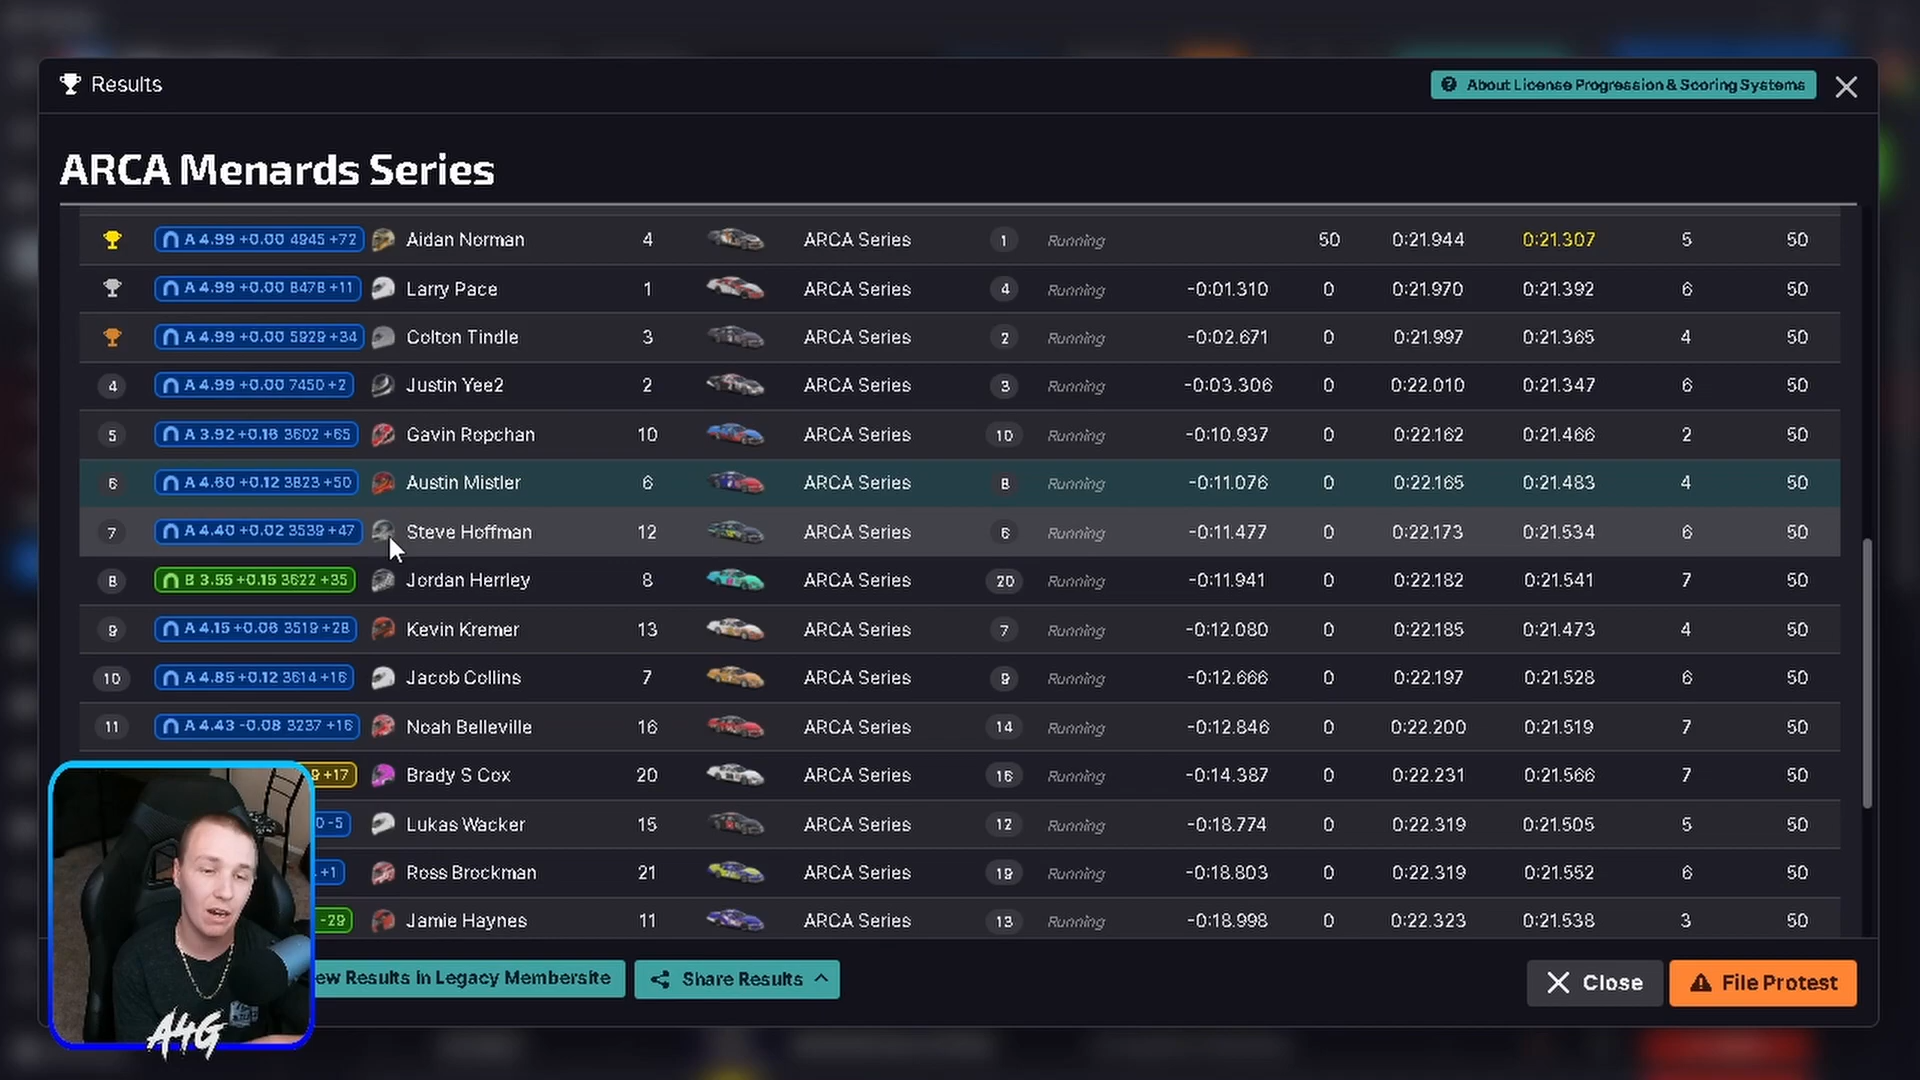 Results
About License Progression & Scoring Systems
ARCA Menards Series
A 4.99 +0.00 4945 +72 Aidan Norman 4 ARCA Series 1 Running 50 0:21.944 0:21.307 5 50
A 4.99 +0.00 8478 +11 Larry Pace 1 ARCA Series 4 Running -0:01.310 0 0:21.970 0:21.392 6 50
A 4.99 +0.00 5929 +34 Colton Tindle 3 ARCA Series 2 Running -0:02.671 0 0:21.997 0:21.365 4 50
4 A 4.99 +0.00 7450 +2 Justin Yee2 2 ARCA Series 3 Running -0:03.306 0 0:22.010 0:21.347 6 50
5 A 3.92 +0.16 3602 +65 Gavin Ropchan 10 ARCA Series 10 Running -0:10.937 0 0:22.162 0:21.466 2 50
6 A 4.60 +0.12 3823 +50 Austin Mistler 6 ARCA Series 8 Running -0:11.076 0 0:22.165 0:21.483 4 50
7 A 4.40 +0.02 3539 +47 Steve Hoffman 12 ARCA Series 6 Running -0:11.477 0 0:22.173 0:21.534 6 50
8 B 3.55 +0.15 3622 +35 Jordan Herrley 8 ARCA Series 20 Running -0:11.941 0 0:22.182 0:21.541 7 50
9 A 4.15 +0.06 3519 +28 Kevin Kremer 13 ARCA Series 7 Running -0:12.080 0 0:22.185 0:21.473 4 50
10 A 4.85 +0.12 3614 +16 Jacob Collins 7 ARCA Series 9 Running -0:12.666 0 0:22.197 0:21.528 6 50
11 A 4.43 -0.08 3237 +16 Noah Belleville 16 ARCA Series 14 Running -0:12.846 0 0:22.200 0:21.519 7 50
+17 Brady S Cox 20 ARCA Series 16 Running -0:14.387 0 0:22.231 0:21.566 7 50
0 -5 Lukas Wacker 15 ARCA Series 12 Running -0:18.774 0 0:22.319 0:21.505 5 50
+1 Ross Brockman 21 ARCA Series 19 Running -0:18.803 0 0:22.319 0:21.552 6 50
-29 Jamie Haynes 11 ARCA Series 13 Running -0:18.998 0 0:22.323 0:21.538 3 50
ew Results in Legacy Membersite Share Results Close File Protest
A4G